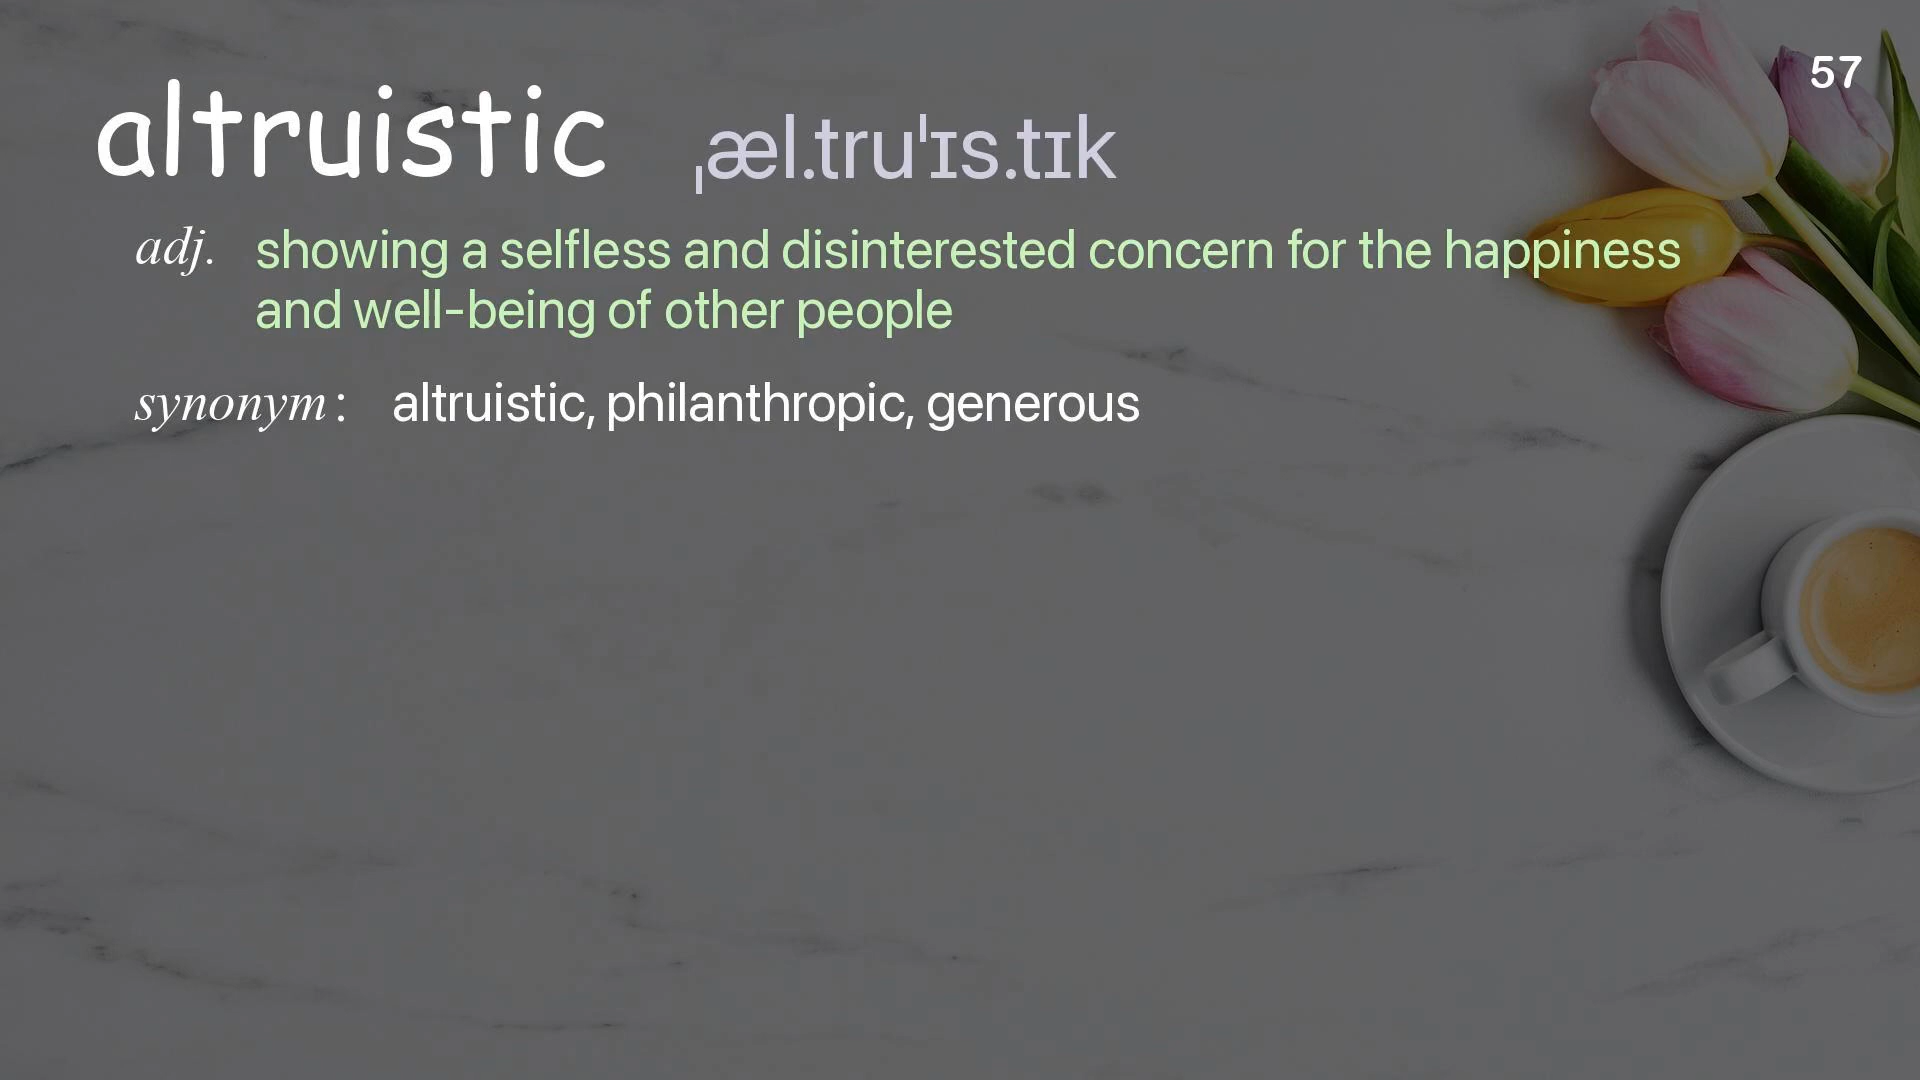 57
altruistic ˌæl.truˈɪs.tɪk
adj. showing a selfless and disinterested concern for the happiness
and well-being of other people
synonym : altruistic, philanthropic, generous